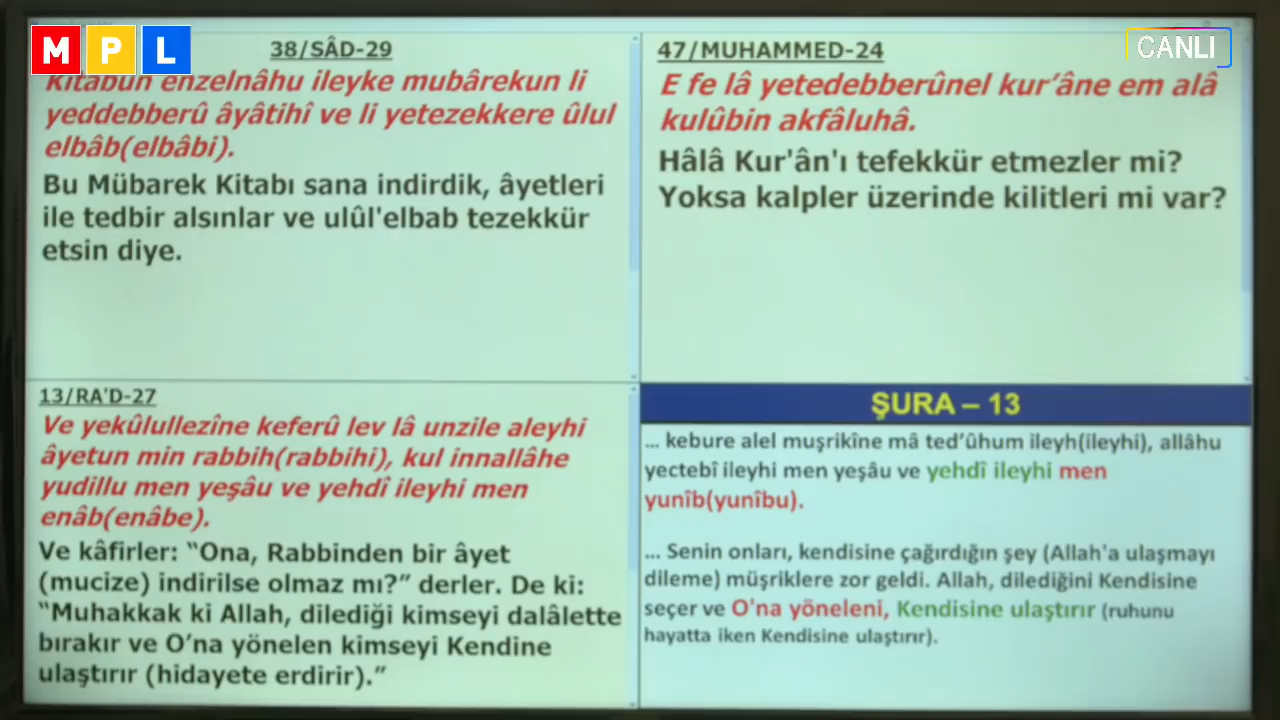 MPL
CANLI
38/SÂD-29
Kitâbun enzelnâhu ileyke mubârekun li
yeddebberû âyâtihî ve li yetezekkere ûlul
elbâb(elbâbi).
Bu Mübarek Kitabı sana indirdik, âyetleri
ile tedbir alsınlar ve ulûl'elbab tezekkür
etsin diye.
47/MUHAMMED-24
E fe lâ yetedebberûnel kur’âne em alâ
kulûbin akfâluhâ.
Hâlâ Kur'ân'ı tefekkür etmezler mi?
Yoksa kalpler üzerinde kilitleri mi var?
13/RA'D-27
Ve yekûlullezîne keferû lev lâ unzile aleyhi
âyetun min rabbih(rabbihi), kul innallâhe
yudillu men yeşâu ve yehdî ileyhi men
enâb(enâbe).
Ve kâfirler: “Ona, Rabbinden bir âyet
(mucize) indirilse olmaz mı?” derler. De ki:
“Muhakkak ki Allah, dilediği kimseyi dalâlette
bırakır ve O’na yönelen kimseyi Kendine
ulaştırır (hidayete erdirir).”
ŞURA – 13
... kebure alel muşrikîne mâ ted’ûhum ileyh(ileyhi), allâhu
yectebî ileyhi men yeşâu ve yehdî ileyhi men
yunîb(yunîbu).
... Senin onları, kendisine çağırdığın şey (Allah'a ulaşmayı
dileme) müşriklere zor geldi. Allah, dilediğini Kendisine
seçer ve O'na yöneleni, Kendisine ulaştırır (ruhunu
hayatta iken Kendisine ulaştırır).